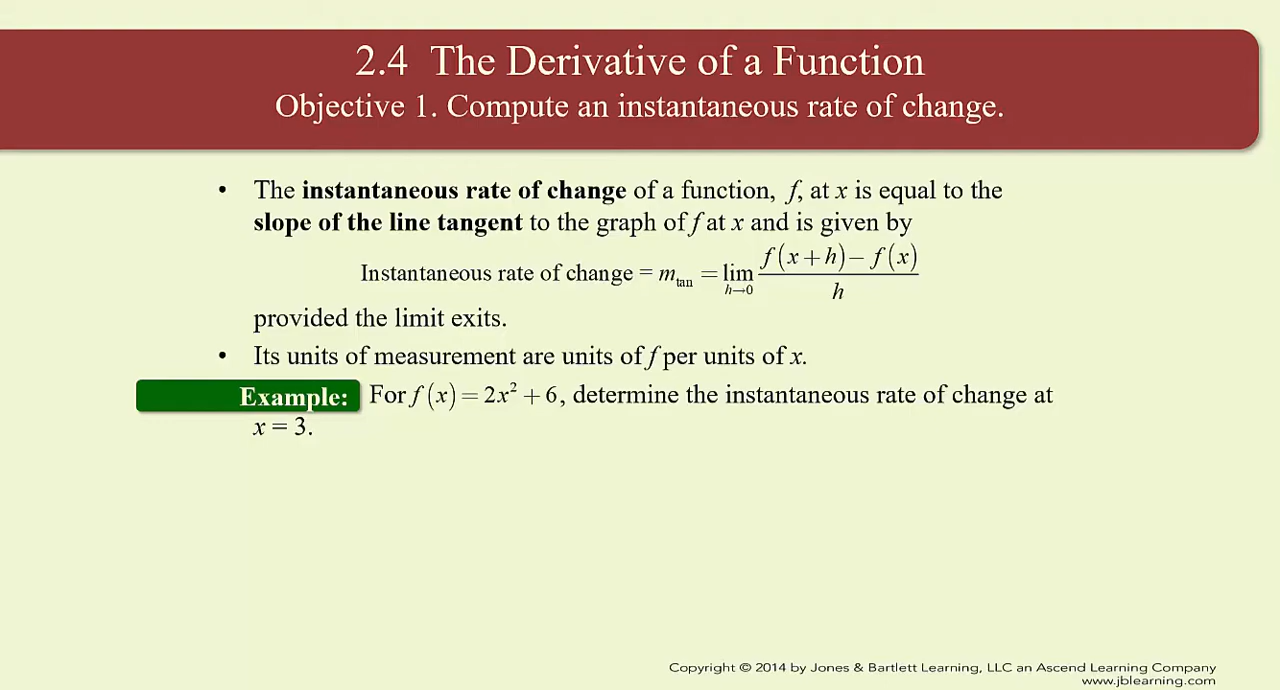 2.4 The Derivative of a Function
Objective 1. Compute an instantaneous rate of change.
• The instantaneous rate of change of a function, f, at x is equal to the
slope of the line tangent to the graph of f at x and is given by
Instantaneous rate of change = m_tan = lim_{h→0} (f(x+h) − f(x)) / h
provided the limit exits.
• Its units of measurement are units of f per units of x.
Example: For f(x) = 2x² + 6, determine the instantaneous rate of change at
x = 3.
Copyright © 2014 by Jones & Bartlett Learning, LLC an Ascend Learning Company
www.jblearning.com